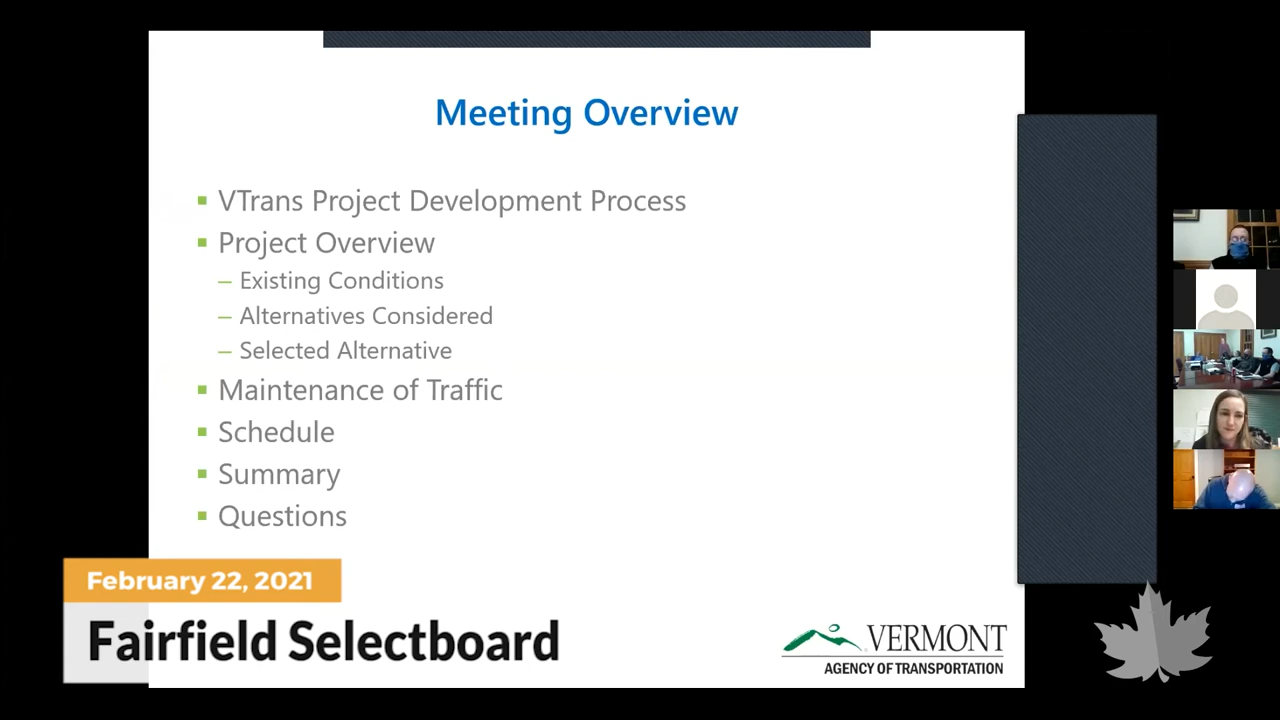 Meeting Overview
VTrans Project Development Process
Project Overview
– Existing Conditions
– Alternatives Considered
– Selected Alternative
Maintenance of Traffic
Schedule
Summary
Questions
February 22, 2021
Fairfield Selectboard
VERMONT
AGENCY OF TRANSPORTATION